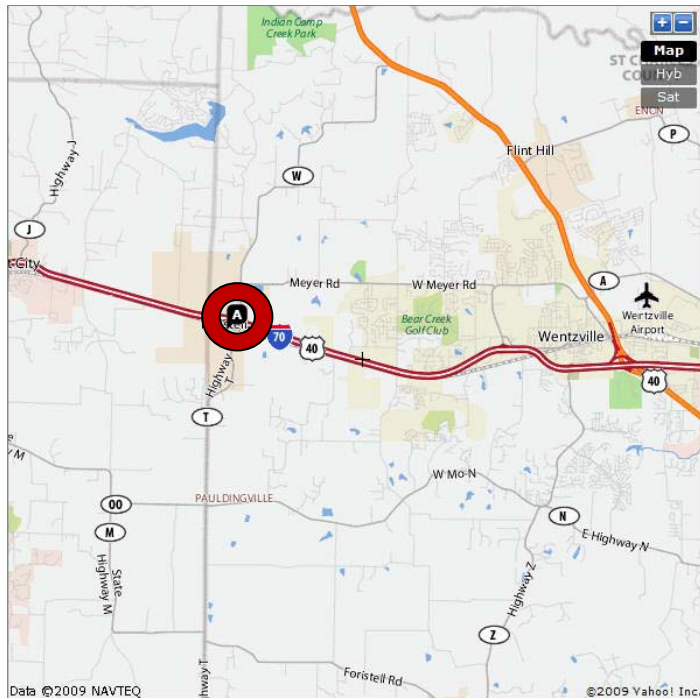 Indian Camp
Creek Park
ST C
COU
Map
Hyb
Sat
ENON
P
Highway J
Flint Hill
W
J
t City
Meyer Rd
W Meyer Rd
A
A
Bear Creek
Golf Club
Wentzville
Wentzville
Airport
70
40
40
Highway
T
T
W Mo-N
y M
PAULDINGVILLE
OO
M
N
E Highway N
State
Highway M
Highway Z
Z
hway T
Foristell Rd
Data ©2009 NAVTEQ
©2009 Yahoo! Inc